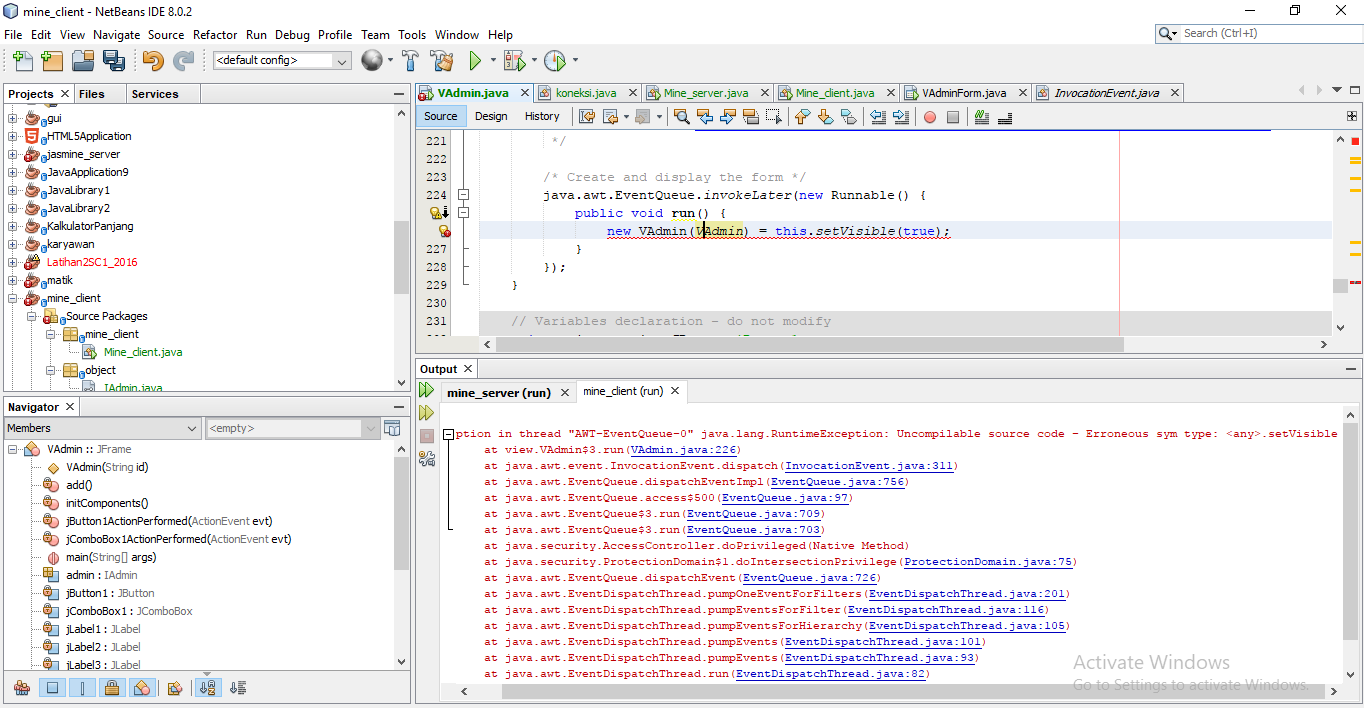 mine_client - NetBeans IDE 8.0.2
File Edit View Navigate Source Refactor Run Debug Profile Team Tools Window Help
Search (Ctrl+I)
<default config>
Projects Files Services
gui
HTML5Application
jasmine_server
JavaApplication9
JavaLibrary1
JavaLibrary2
KalkulatorPanjang
karyawan
Latihan2SC1_2016
matik
mine_client
Source Packages
mine_client
Mine_client.java
object
IAdmin.java
Navigator
Members
<empty>
VAdmin :: JFrame
VAdmin(String id)
add()
initComponents()
jButton1ActionPerformed(ActionEvent evt)
jComboBox1ActionPerformed(ActionEvent evt)
main(String[] args)
admin : IAdmin
jButton1 : JButton
jComboBox1 : JComboBox
jLabel1 : JLabel
jLabel2 : JLabel
jLabel3 : JLabel
VAdmin.java koneksi.java Mine_server.java Mine_client.java VAdminForm.java InvocationEvent.java
Source Design History
221 */
222
223 /* Create and display the form */
224 java.awt.EventQueue.invokeLater(new Runnable() {
public void run() {
new VAdmin(VAdmin) = this.setVisible(true);
227 }
228 });
229 }
230
231 // Variables declaration - do not modify
Output
mine_server (run) mine_client (run)
ption in thread "AWT-EventQueue-0" java.lang.RuntimeException: Uncompilable source code - Erroneous sym type: <any>.setVisible
at view.VAdmin$3.run(VAdmin.java:226)
at java.awt.event.InvocationEvent.dispatch(InvocationEvent.java:311)
at java.awt.EventQueue.dispatchEventImpl(EventQueue.java:756)
at java.awt.EventQueue.access$500(EventQueue.java:97)
at java.awt.EventQueue$3.run(EventQueue.java:709)
at java.awt.EventQueue$3.run(EventQueue.java:703)
at java.security.AccessController.doPrivileged(Native Method)
at java.security.ProtectionDomain$1.doIntersectionPrivilege(ProtectionDomain.java:75)
at java.awt.EventQueue.dispatchEvent(EventQueue.java:726)
at java.awt.EventDispatchThread.pumpOneEventForFilters(EventDispatchThread.java:201)
at java.awt.EventDispatchThread.pumpEventsForFilter(EventDispatchThread.java:116)
at java.awt.EventDispatchThread.pumpEventsForHierarchy(EventDispatchThread.java:105)
at java.awt.EventDispatchThread.pumpEvents(EventDispatchThread.java:101)
at java.awt.EventDispatchThread.pumpEvents(EventDispatchThread.java:93)
at java.awt.EventDispatchThread.run(EventDispatchThread.java:82)
Activate Windows
Go to Settings to activate Windows.